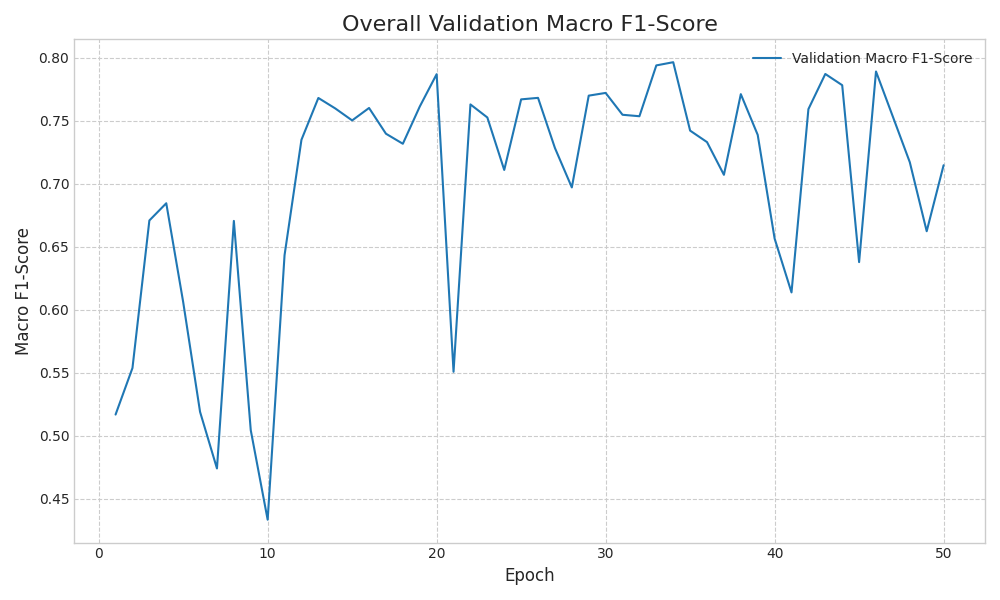 Overall Validation Macro F1-Score
Validation Macro F1-Score
Macro F1-Score
0.80
0.75
0.70
0.65
0.60
0.55
0.50
0.45
0 10 20 30 40 50
Epoch